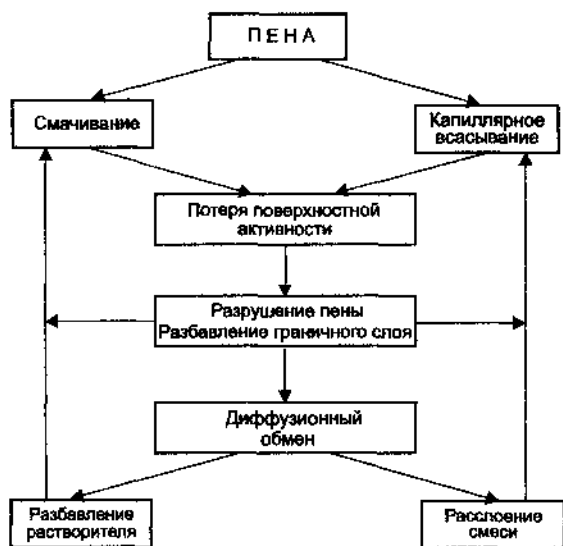 ПЕНА
Смачивание
Капиллярное
всасывание
Потеря поверхностной
активности
Разрушение пены
Разбавление граничного слоя
Диффузионный
обмен
Разбавление
растворителя
Расслоение
смеси